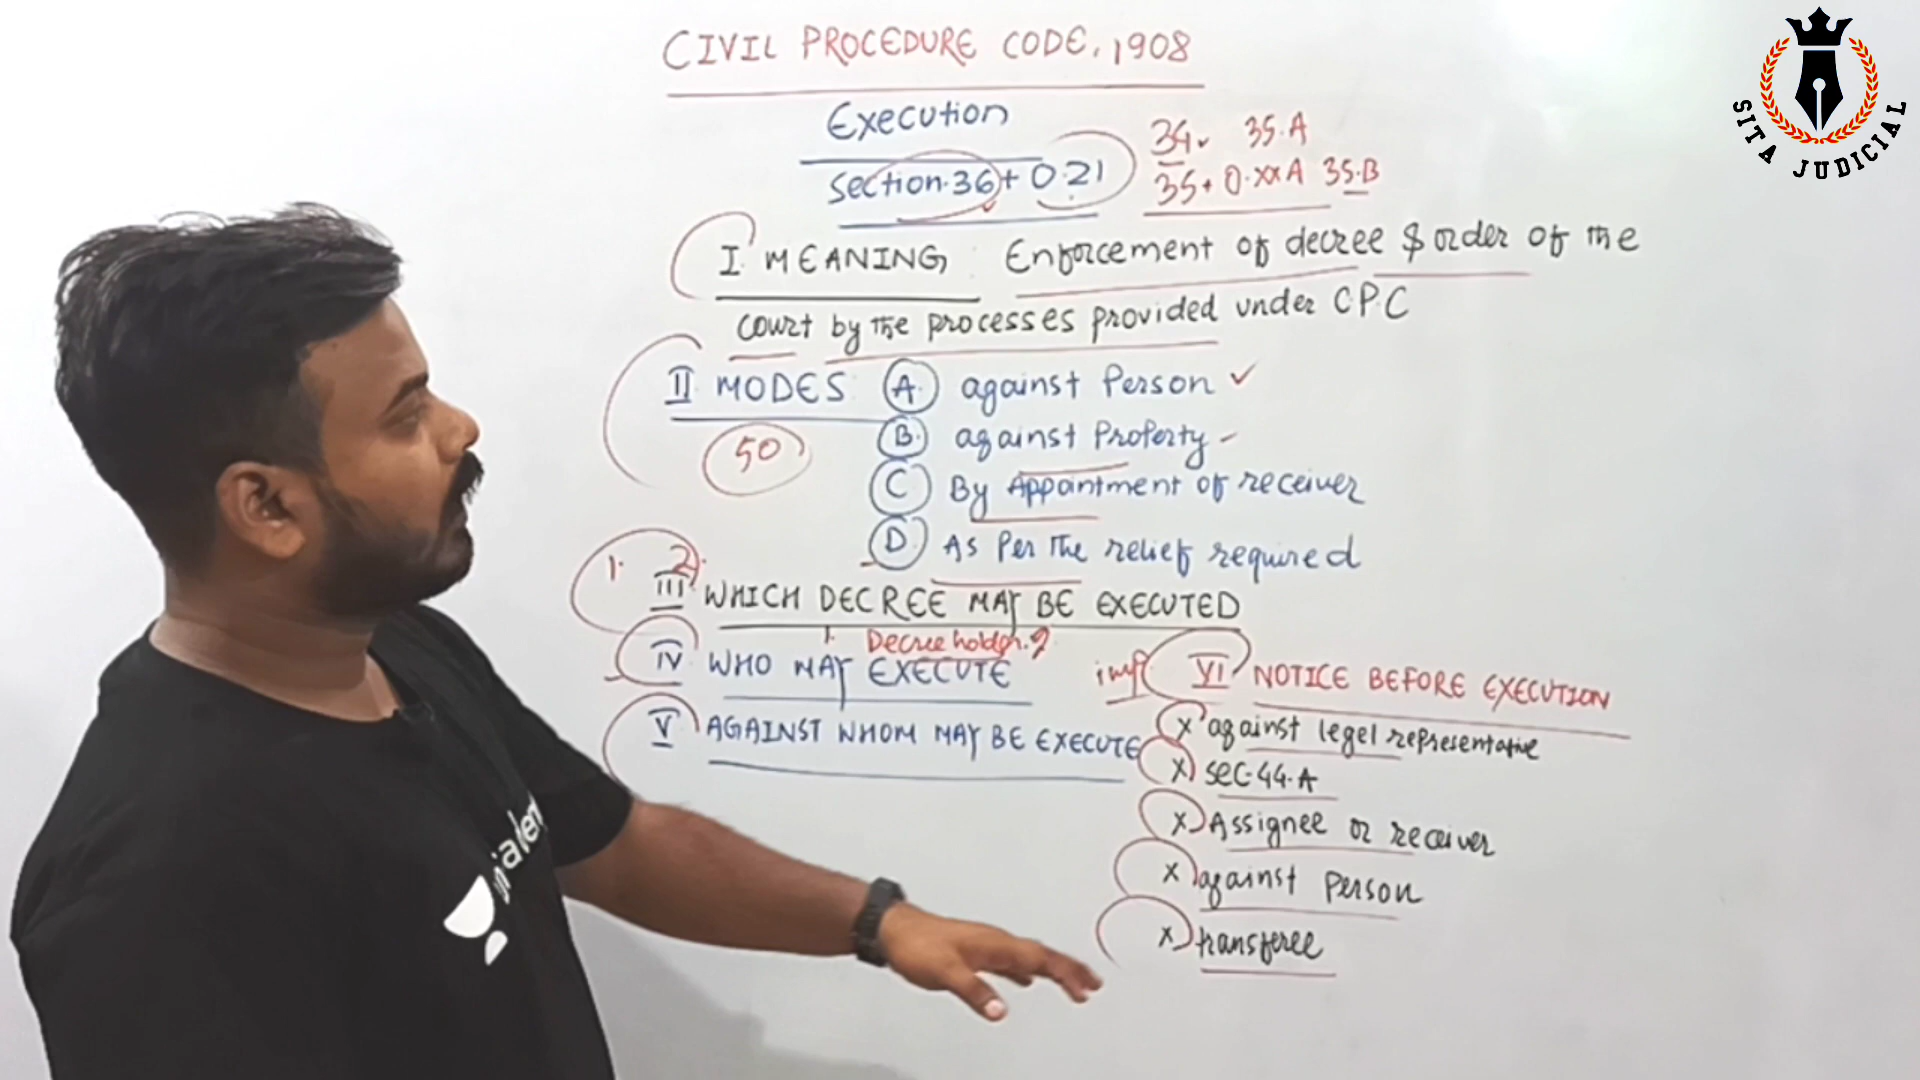 CIVIL PROCEDURE CODE, 1908
Execution
Section.36 + O.21
34 35.A
35 + O.XXA 35.B
I MEANING Enforcement of decree & order of the
court by the processes provided under CPC
II MODES A. against Person ✓
50
B. against Property -
C By Appointment of receiver
D. As Per The relief required
1. 2.
III WHICH DECREE MAY BE EXECUTED
1. Decree holder.
IV WHO MAY EXECUTE
V AGAINST WHOM MAY BE EXECUTE
imp VI NOTICE BEFORE EXECUTION
x against legel representative
x sec.44.A
x Assignee or receiver
x against Person
x transferee
SITA JUDICIAL